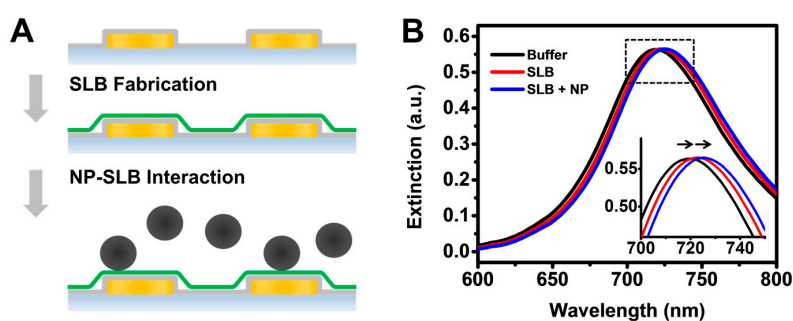 A
SLB Fabrication
NP-SLB Interaction
B
Extinction (a.u.)
0.6
0.5
0.4
0.3
0.2
0.1
0.0
Buffer
SLB
SLB + NP
0.55
0.50
700 720 740
600 650 700 750 800
Wavelength (nm)